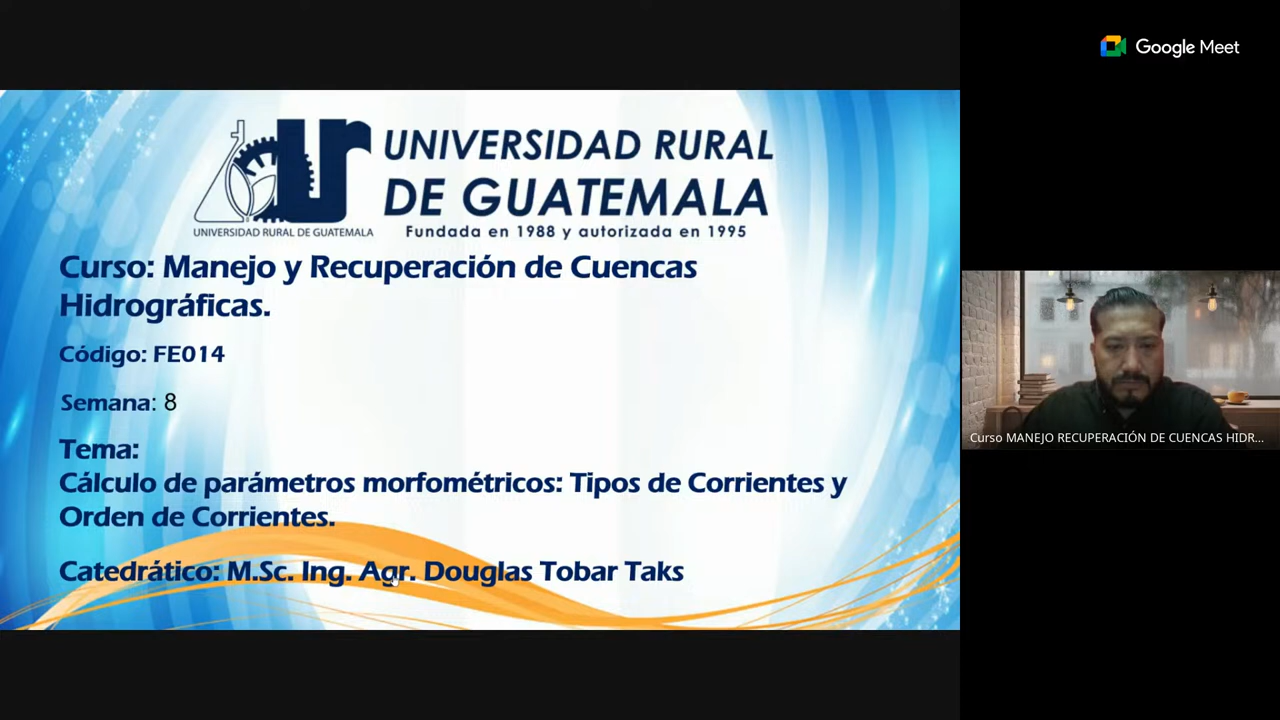 Google Meet
UNIVERSIDAD RURAL
DE GUATEMALA
UNIVERSIDAD RURAL DE GUATEMALA
Fundada en 1988 y autorizada en 1995
Curso: Manejo y Recuperación de Cuencas
Hidrográficas.
Código: FE014
Semana: 8
Tema:
Cálculo de parámetros morfométricos: Tipos de Corrientes y
Orden de Corrientes.
Catedrático: M.Sc. Ing. Agr. Douglas Tobar Taks
Curso MANEJO RECUPERACIÓN DE CUENCAS HIDR...